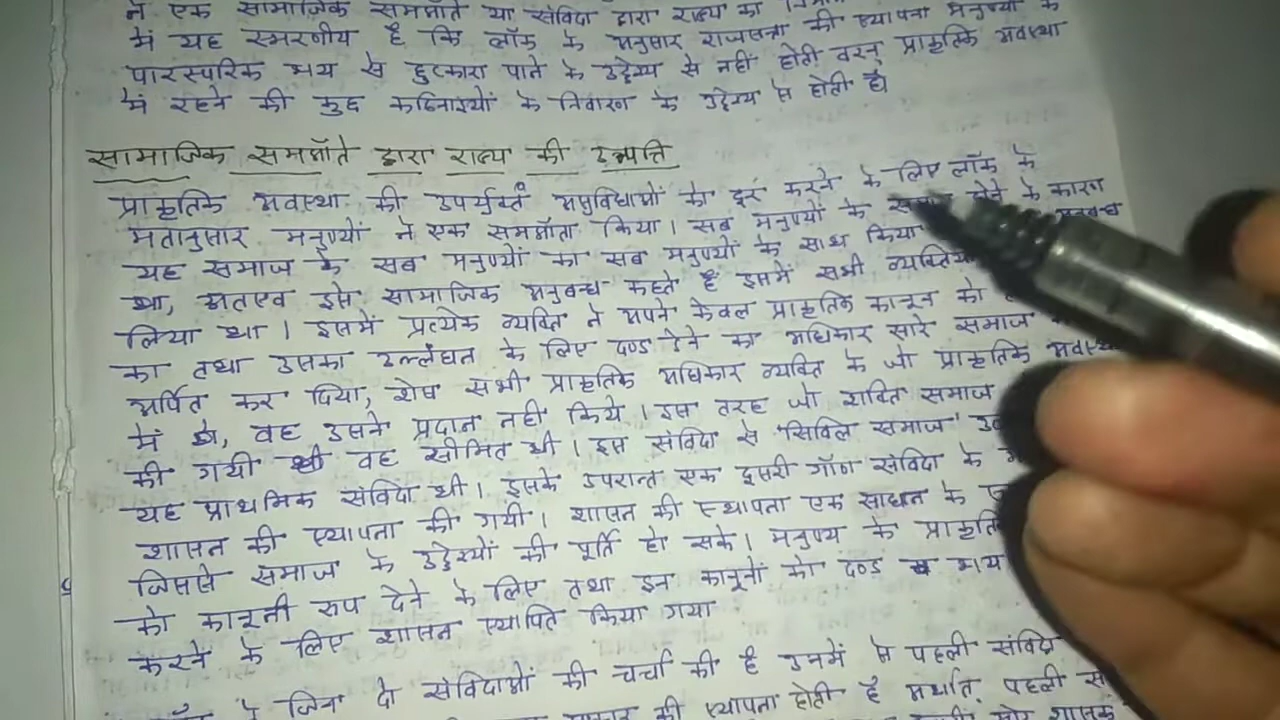 ने एक सामाजिक समझौते या संविदा द्वारा राज्य का
में यह स्मरणीय है कि लॉक के अनुसार राजसत्ता की स्थापना मनुष्यों के
पारस्परिक भय से छुटकारा पाने के उद्देश्य से नहीं होती वरन् प्राकृतिक अवस्था
में रहने की कुछ कठिनाइयों के निवारण के उद्देश्य से होती है
सामाजिक समझौते द्वारा राज्य की उत्पत्ति
प्राकृतिक अवस्था की उपर्युक्त असुविधाओं को दूर करने के लिए लॉक के
मतानुसार मनुष्यों ने एक समझौता किया। सब मनुष्यों के होने के कारण
यह समाज के सब मनुष्यों का सब मनुष्यों के साथ किया अनुबन्ध
था, अतएव इसे सामाजिक अनुबन्ध कहते हैं इसमें सभी
लिया था। इसमें प्रत्येक व्यक्ति ने अपने केवल प्राकृतिक कानून को
का तथा उसका उल्लंघन के लिए दण्ड देने का अधिकार सारे समाज
अर्पित कर दिया, शेष सभी प्राकृतिक अधिकार व्यक्ति के जो प्राकृतिक अवस्था
में थे, वह उसने प्रदान नही किये। इस तरह जो शक्ति समाज
की गयी थी वह सीमित थी। इस संविदा से 'सिविल समाज'
यह प्राथमिक संविदा थी। इसके उपरान्त एक दूसरी गौण संविदा के
शासन की स्थापना की गयी। शासन की स्थापना एक साधन के
जिससे समाज के उद्देश्यों की पूर्ति हो सके। मनुष्य के
को कानूनी रूप देने के लिए तथा इन कानूनों को दण्ड भय
करने के लिए शासन स्थापित किया गया
जिन दो संविदाओं की चर्चा की है उनमें से पहली संविदा
की स्थापना होती है अर्थात् पहली